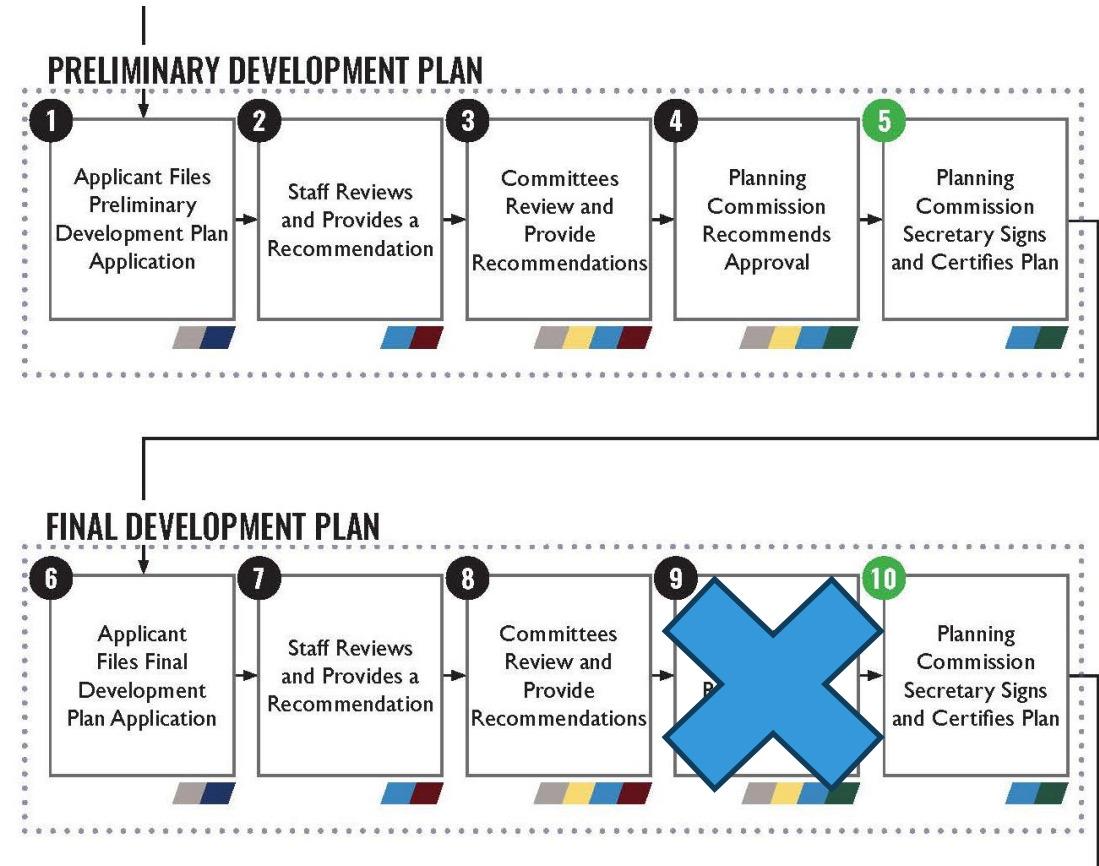 PRELIMINARY DEVELOPMENT PLAN
1
Applicant Files
Preliminary
Development Plan
Application
2
Staff Reviews
and Provides a
Recommendation
3
Committees
Review and
Provide
Recommendations
4
Planning
Commission
Recommends
Approval
5
Planning
Commission
Secretary Signs
and Certifies Plan
FINAL DEVELOPMENT PLAN
6
Applicant
Files Final
Development
Plan Application
7
Staff Reviews
and Provides a
Recommendation
8
Committees
Review and
Provide
Recommendations
9
10
Planning
Commission
Secretary Signs
and Certifies Plan